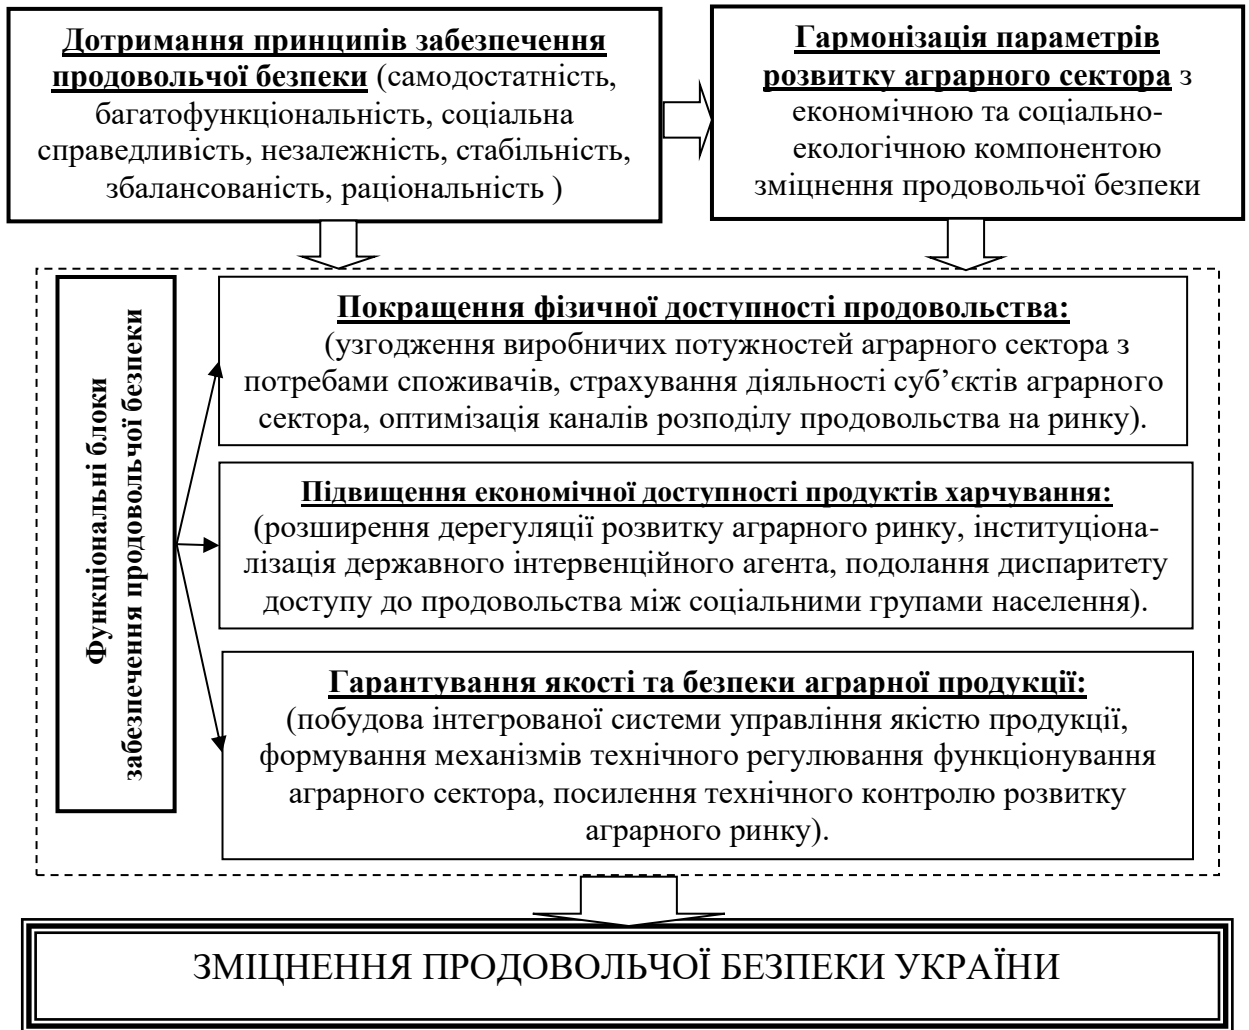 Дотримання принципів забезпечення
продовольчої безпеки (самодостатність,
багатофункціональність, соціальна
справедливість, незалежність, стабільність,
збалансованість, раціональність )
Гармонізація параметрів
розвитку аграрного сектора з
економічною та соціально-
екологічною компонентою
зміцнення продовольчої безпеки
Функціональні блоки
забезпечення продовольчої безпеки
Покращення фізичної доступності продовольства:
(узгодження виробничих потужностей аграрного сектора з
потребами споживачів, страхування діяльності суб’єктів аграрного
сектора, оптимізація каналів розподілу продовольства на ринку).
Підвищення економічної доступності продуктів харчування:
(розширення дерегуляції розвитку аграрного ринку, інституціона-
лізація державного інтервенційного агента, подолання диспаритету
доступу до продовольства між соціальними групами населення).
Гарантування якості та безпеки аграрної продукції:
(побудова інтегрованої системи управління якістю продукції,
формування механізмів технічного регулювання функціонування
аграрного сектора, посилення технічного контролю розвитку
аграрного ринку).
ЗМІЦНЕННЯ ПРОДОВОЛЬЧОЇ БЕЗПЕКИ УКРАЇНИ